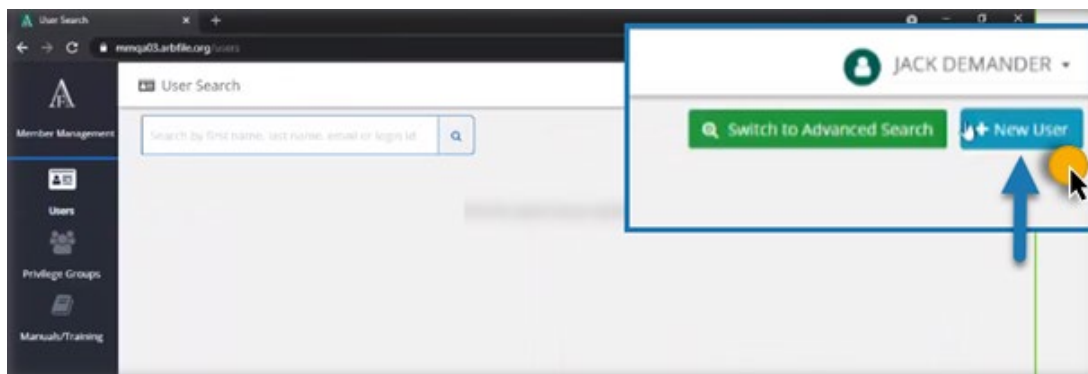 User Search
mmqa03.arbfile.org/users
JACK DEMANDER
AF
Member Management
User Search
Search by first name, last name, email or login id
Switch to Advanced Search
+ New User
Users
Privilege Groups
Manuals/Training